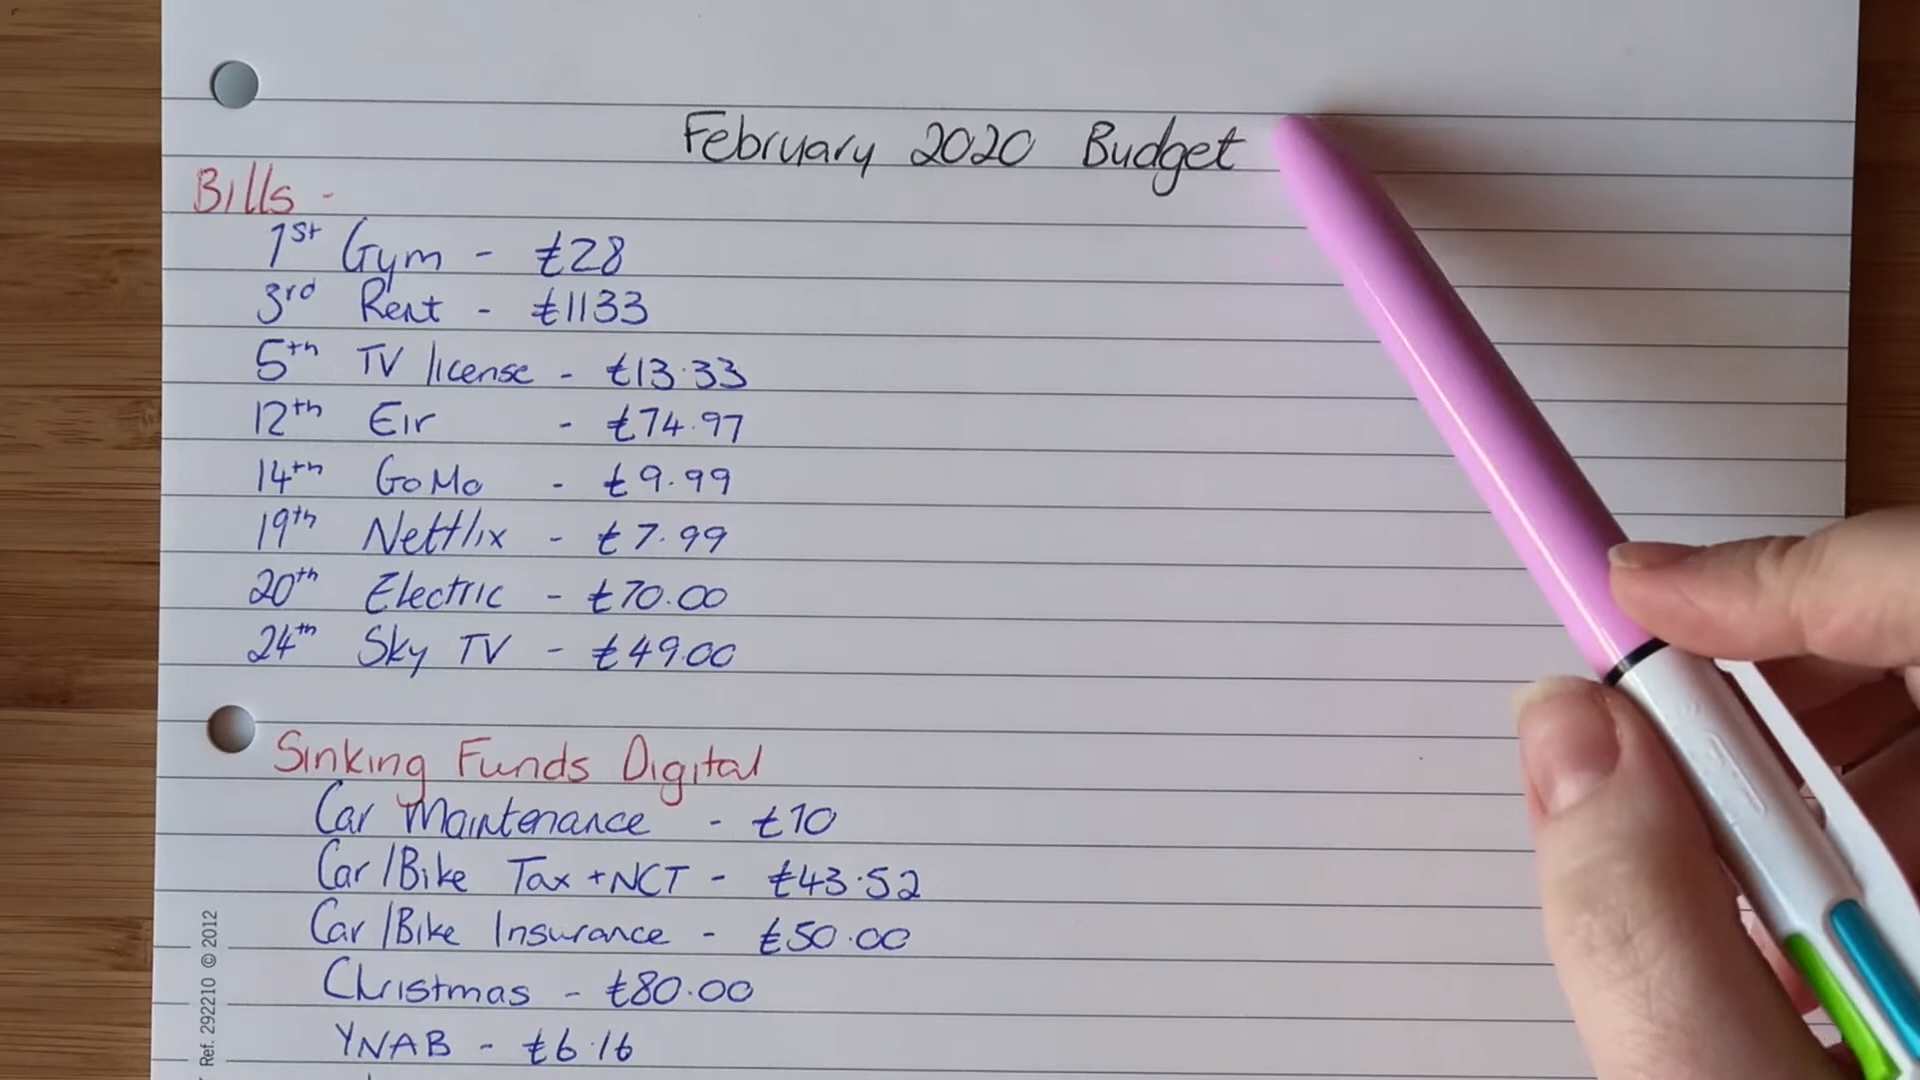 February 2020 Budget
Bills -
1st Gym - £28
3rd Rent - £1133
5th TV license - £13.33
12th Eir - £74.97
14th GoMo - £9.99
19th Netflix - £7.99
20th Electric - £70.00
24th Sky TV - £49.00
Sinking Funds Digital
Car Maintenance - £10
Car/Bike Tax + NCT - £43.52
Car/Bike Insurance - £50.00
Christmas - £80.00
YNAB - £6.16
Ref. 292210 © 2012